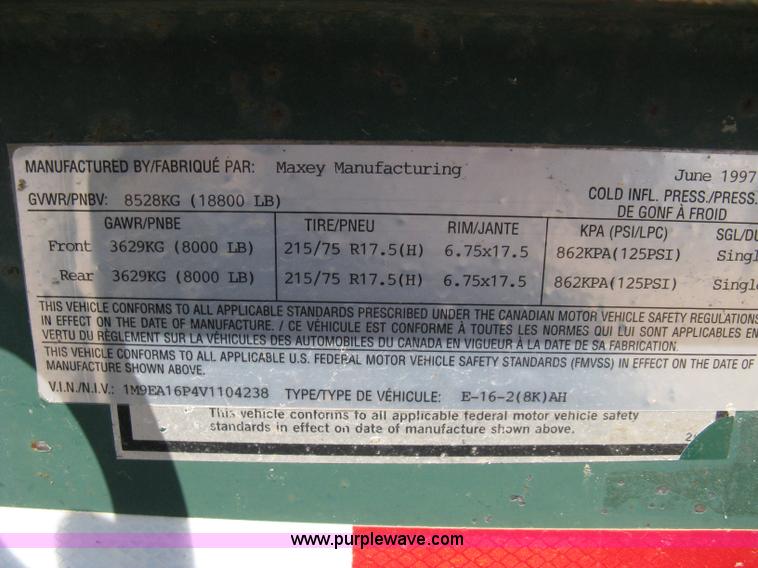 MANUFACTURED BY/FABRIQUÉ PAR: Maxey Manufacturing June 1997
GVWR/PNBV: 8528KG (18800 LB) COLD INFL. PRESS./PRESS.
DE GONF À FROID
GAWR/PNBE TIRE/PNEU RIM/JANTE KPA (PSI/LPC) SGL/DU
Front 3629KG (8000 LB) 215/75 R17.5(H) 6.75x17.5 862KPA(125PSI) Singl
Rear 3629KG (8000 LB) 215/75 R17.5(H) 6.75x17.5 862KPA(125PSI) Singl
THIS VEHICLE CONFORMS TO ALL APPLICABLE STANDARDS PRESCRIBED UNDER THE CANADIAN MOTOR VEHICLE SAFETY REGULATIONS
IN EFFECT ON THE DATE OF MANUFACTURE. / CE VÉHICULE EST CONFORME À TOUTES LES NORMES QUI LUI SONT APPLICABLES EN
VERTU DU RÈGLEMENT SUR LA VÉHICULES DES AUTOMOBILES DU CANADA EN VIGUEUR À LA DATE DE SA FABRICATION.
THIS VEHICLE CONFORMS TO ALL APPLICABLE U.S. FEDERAL MOTOR VEHICLE SAFETY STANDARDS (FMVSS) IN EFFECT ON THE DATE OF
MANUFACTURE SHOWN ABOVE.
V.I.N./N.I.V.: 1M9EA16P4V1104238 TYPE/TYPE DE VÉHICULE: E-16-2(8K)AH
This vehicle conforms to all applicable federal motor vehicle safety
standards in effect on date of manufacture shown above.
www.purplewave.com